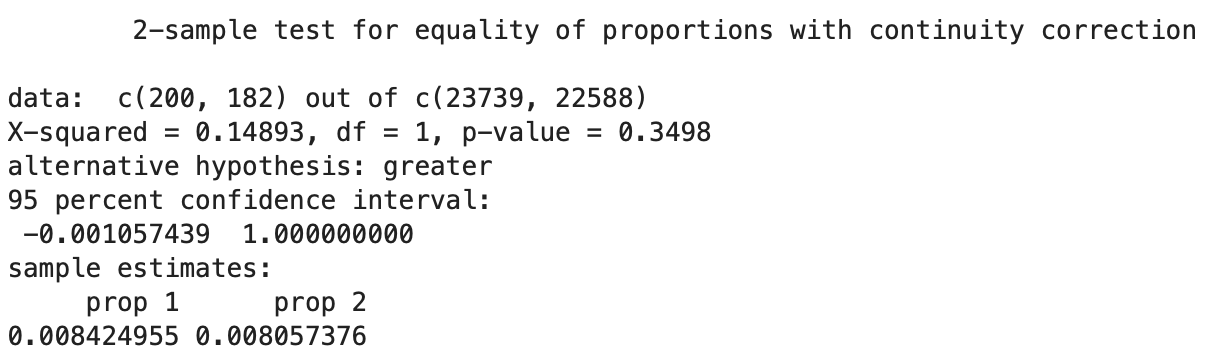 2-sample test for equality of proportions with continuity correction
data:  c(200, 182) out of c(23739, 22588)
X-squared = 0.14893, df = 1, p-value = 0.3498
alternative hypothesis: greater
95 percent confidence interval:
 -0.001057439  1.000000000
sample estimates:
     prop 1      prop 2
0.008424955 0.008057376